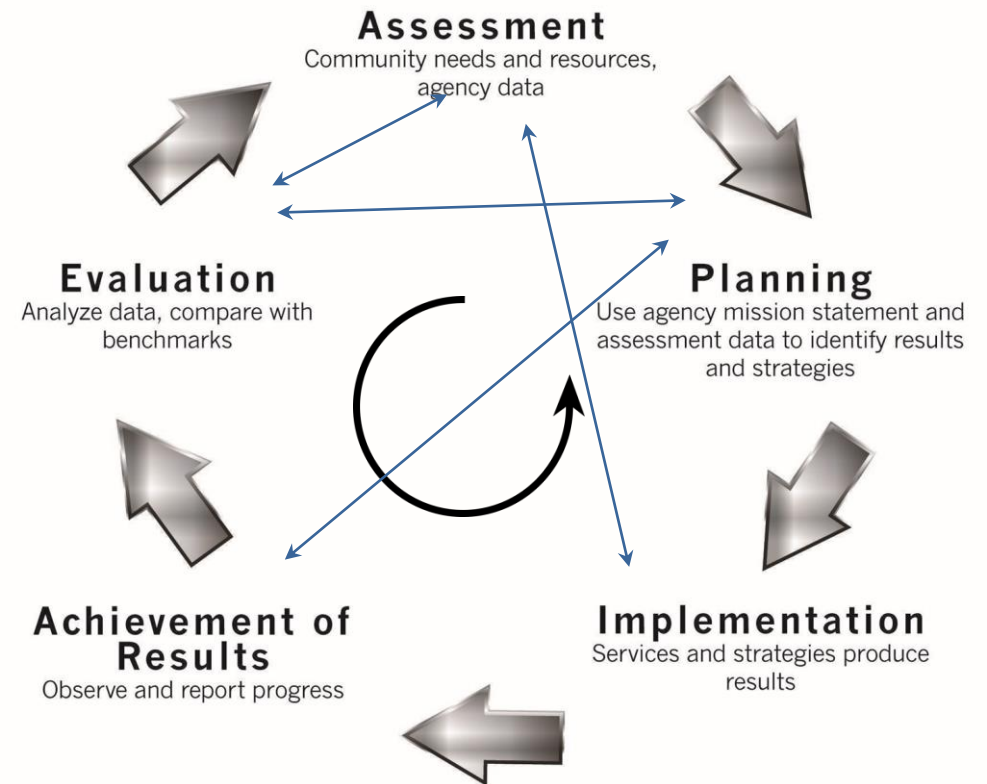 Assessment
Community needs and resources,
agency data
Evaluation
Analyze data, compare with
benchmarks
Planning
Use agency mission statement and
assessment data to identify results
and strategies
Achievement of
Results
Observe and report progress
Implementation
Services and strategies produce
results